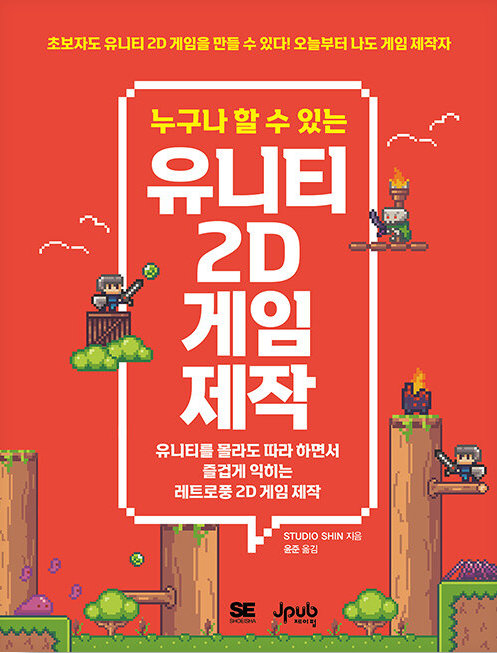 초보자도 유니티 2D 게임을 만들 수 있다! 오늘부터 나도 게임 제작자
누구나 할 수 있는
유니티
2D
게임
제작
유니티를 몰라도 따라 하면서
즐겁게 익히는
레트로풍 2D 게임 제작
STUDIO SHIN 지음
윤준 옮김
SE
SHOEISHA
Jpub
제이펍